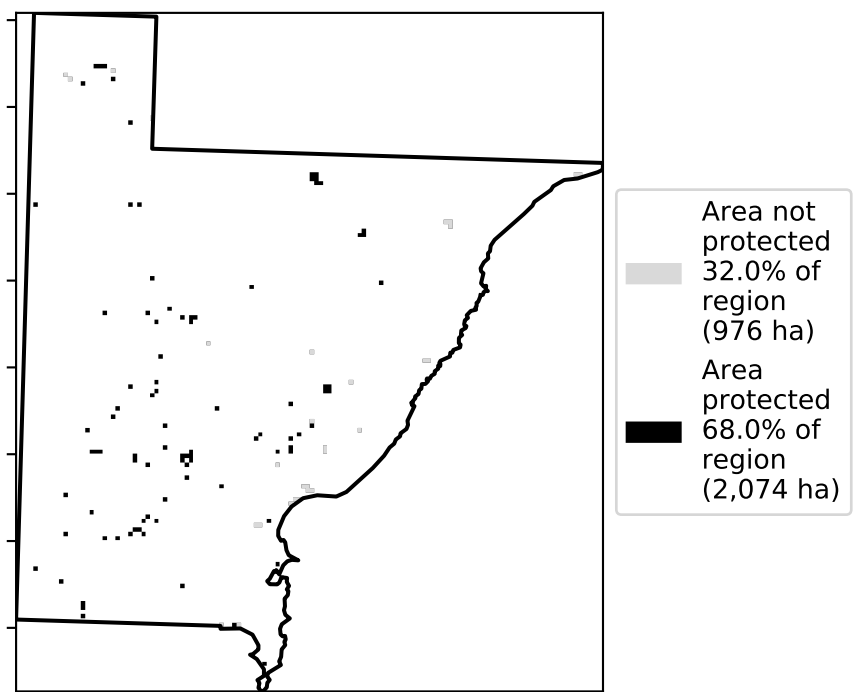 Area not
protected
32.0% of
region
(976 ha)
Area
protected
68.0% of
region
(2,074 ha)